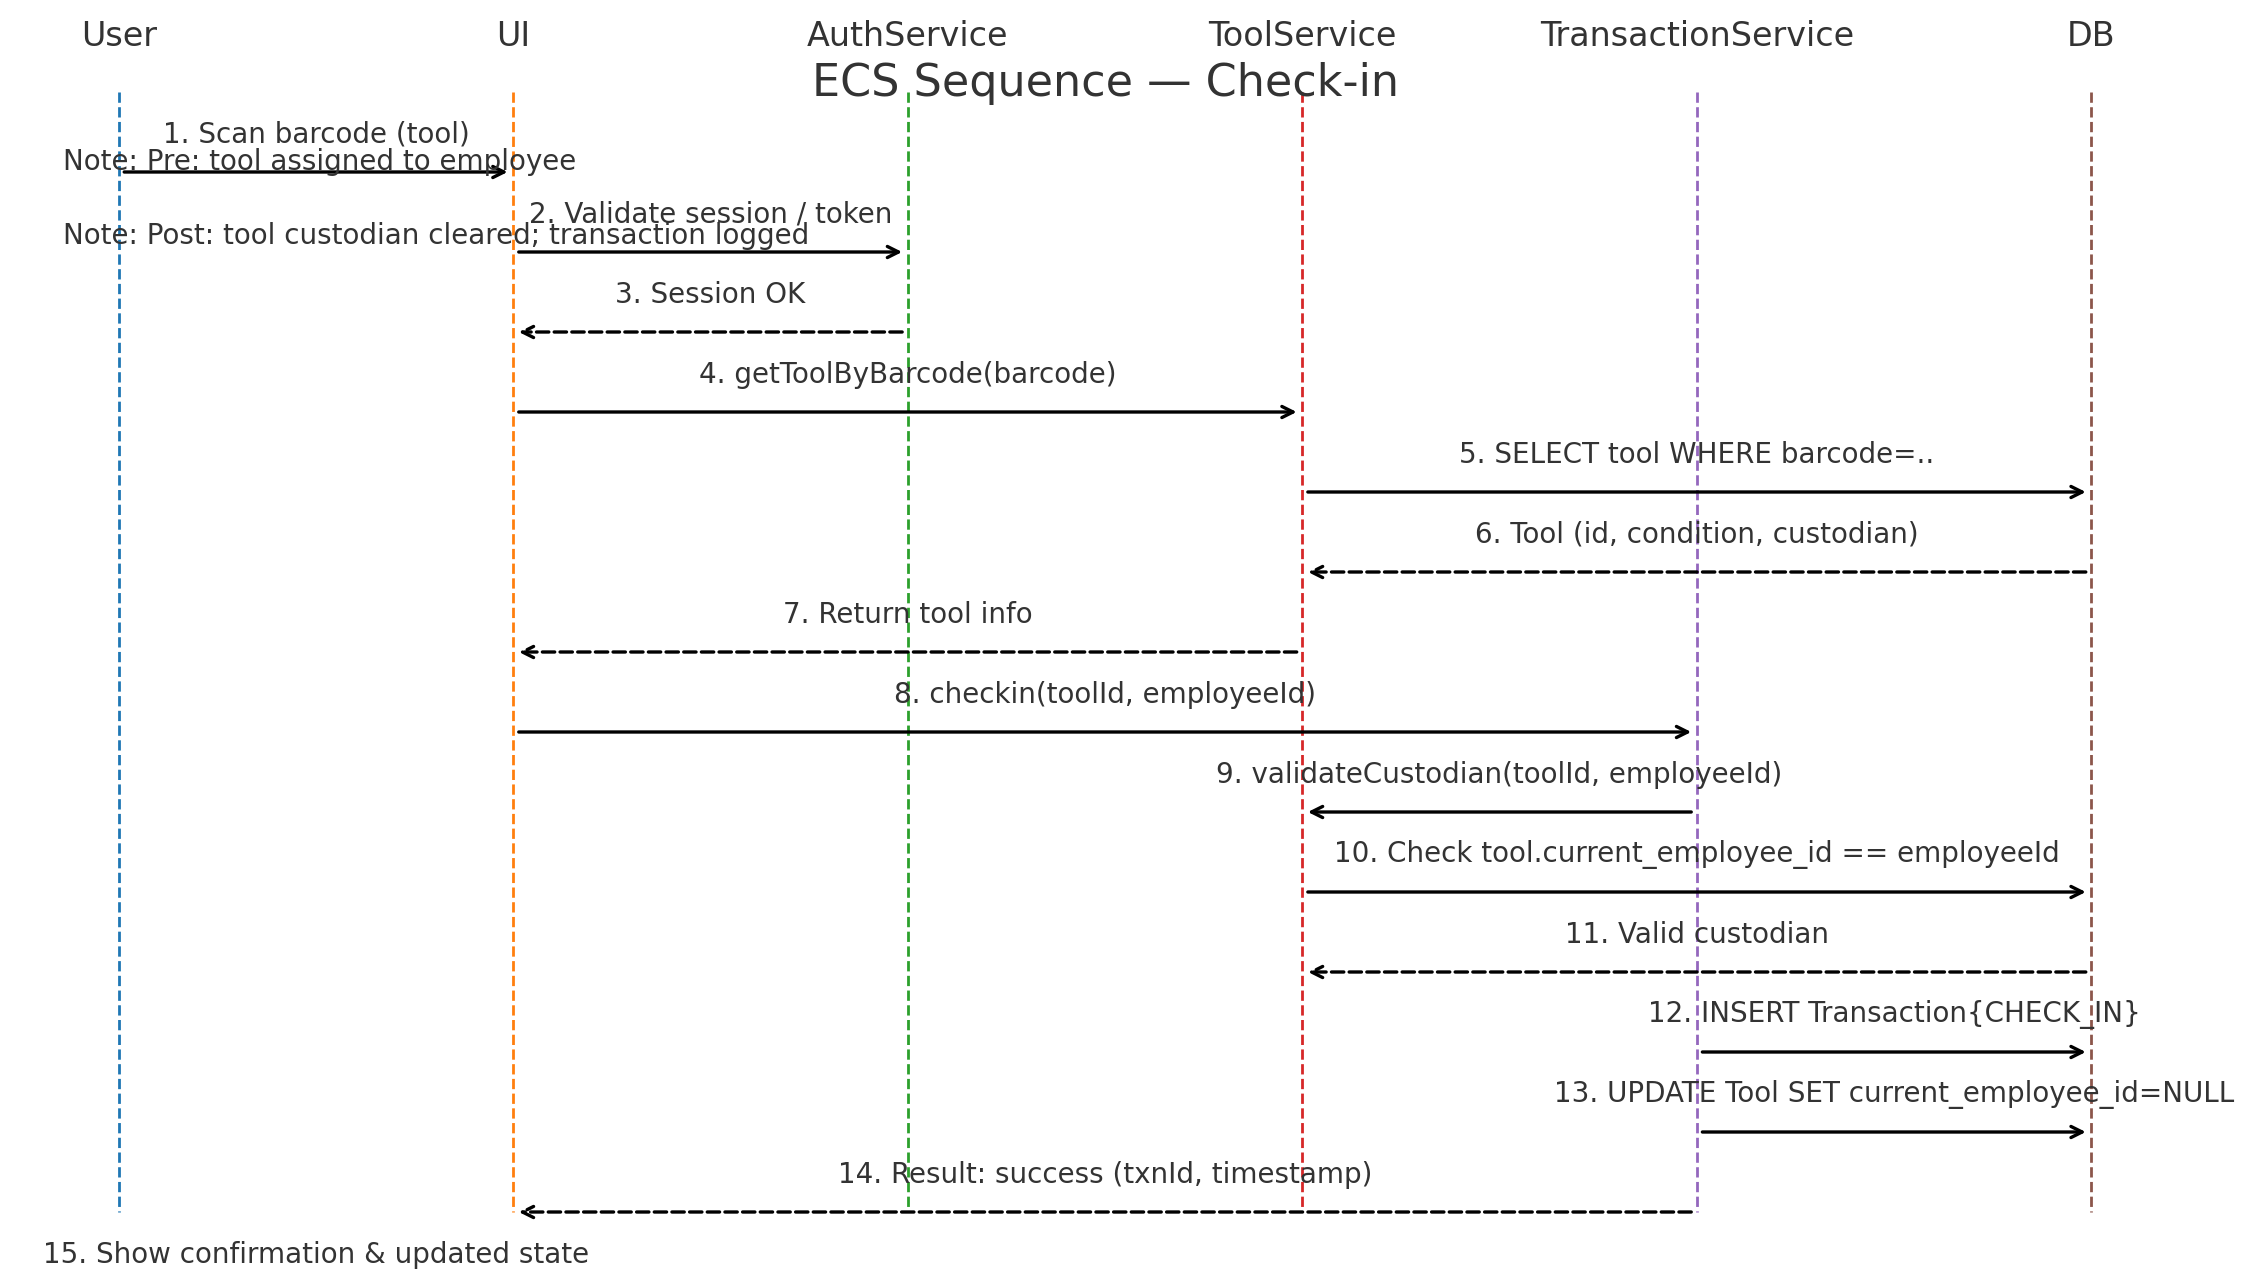 User
UI
AuthService
ToolService
TransactionService
DB
ECS Sequence — Check-in
1. Scan barcode (tool)
Note: Pre: tool assigned to employee
2. Validate session / token
Note: Post: tool custodian cleared; transaction logged
3. Session OK
4. getToolByBarcode(barcode)
5. SELECT tool WHERE barcode=..
6. Tool (id, condition, custodian)
7. Return tool info
8. checkin(toolId, employeeId)
9. validateCustodian(toolId, employeeId)
10. Check tool.current_employee_id == employeeId
11. Valid custodian
12. INSERT Transaction{CHECK_IN}
13. UPDATE Tool SET current_employee_id=NULL
14. Result: success (txnId, timestamp)
15. Show confirmation & updated state